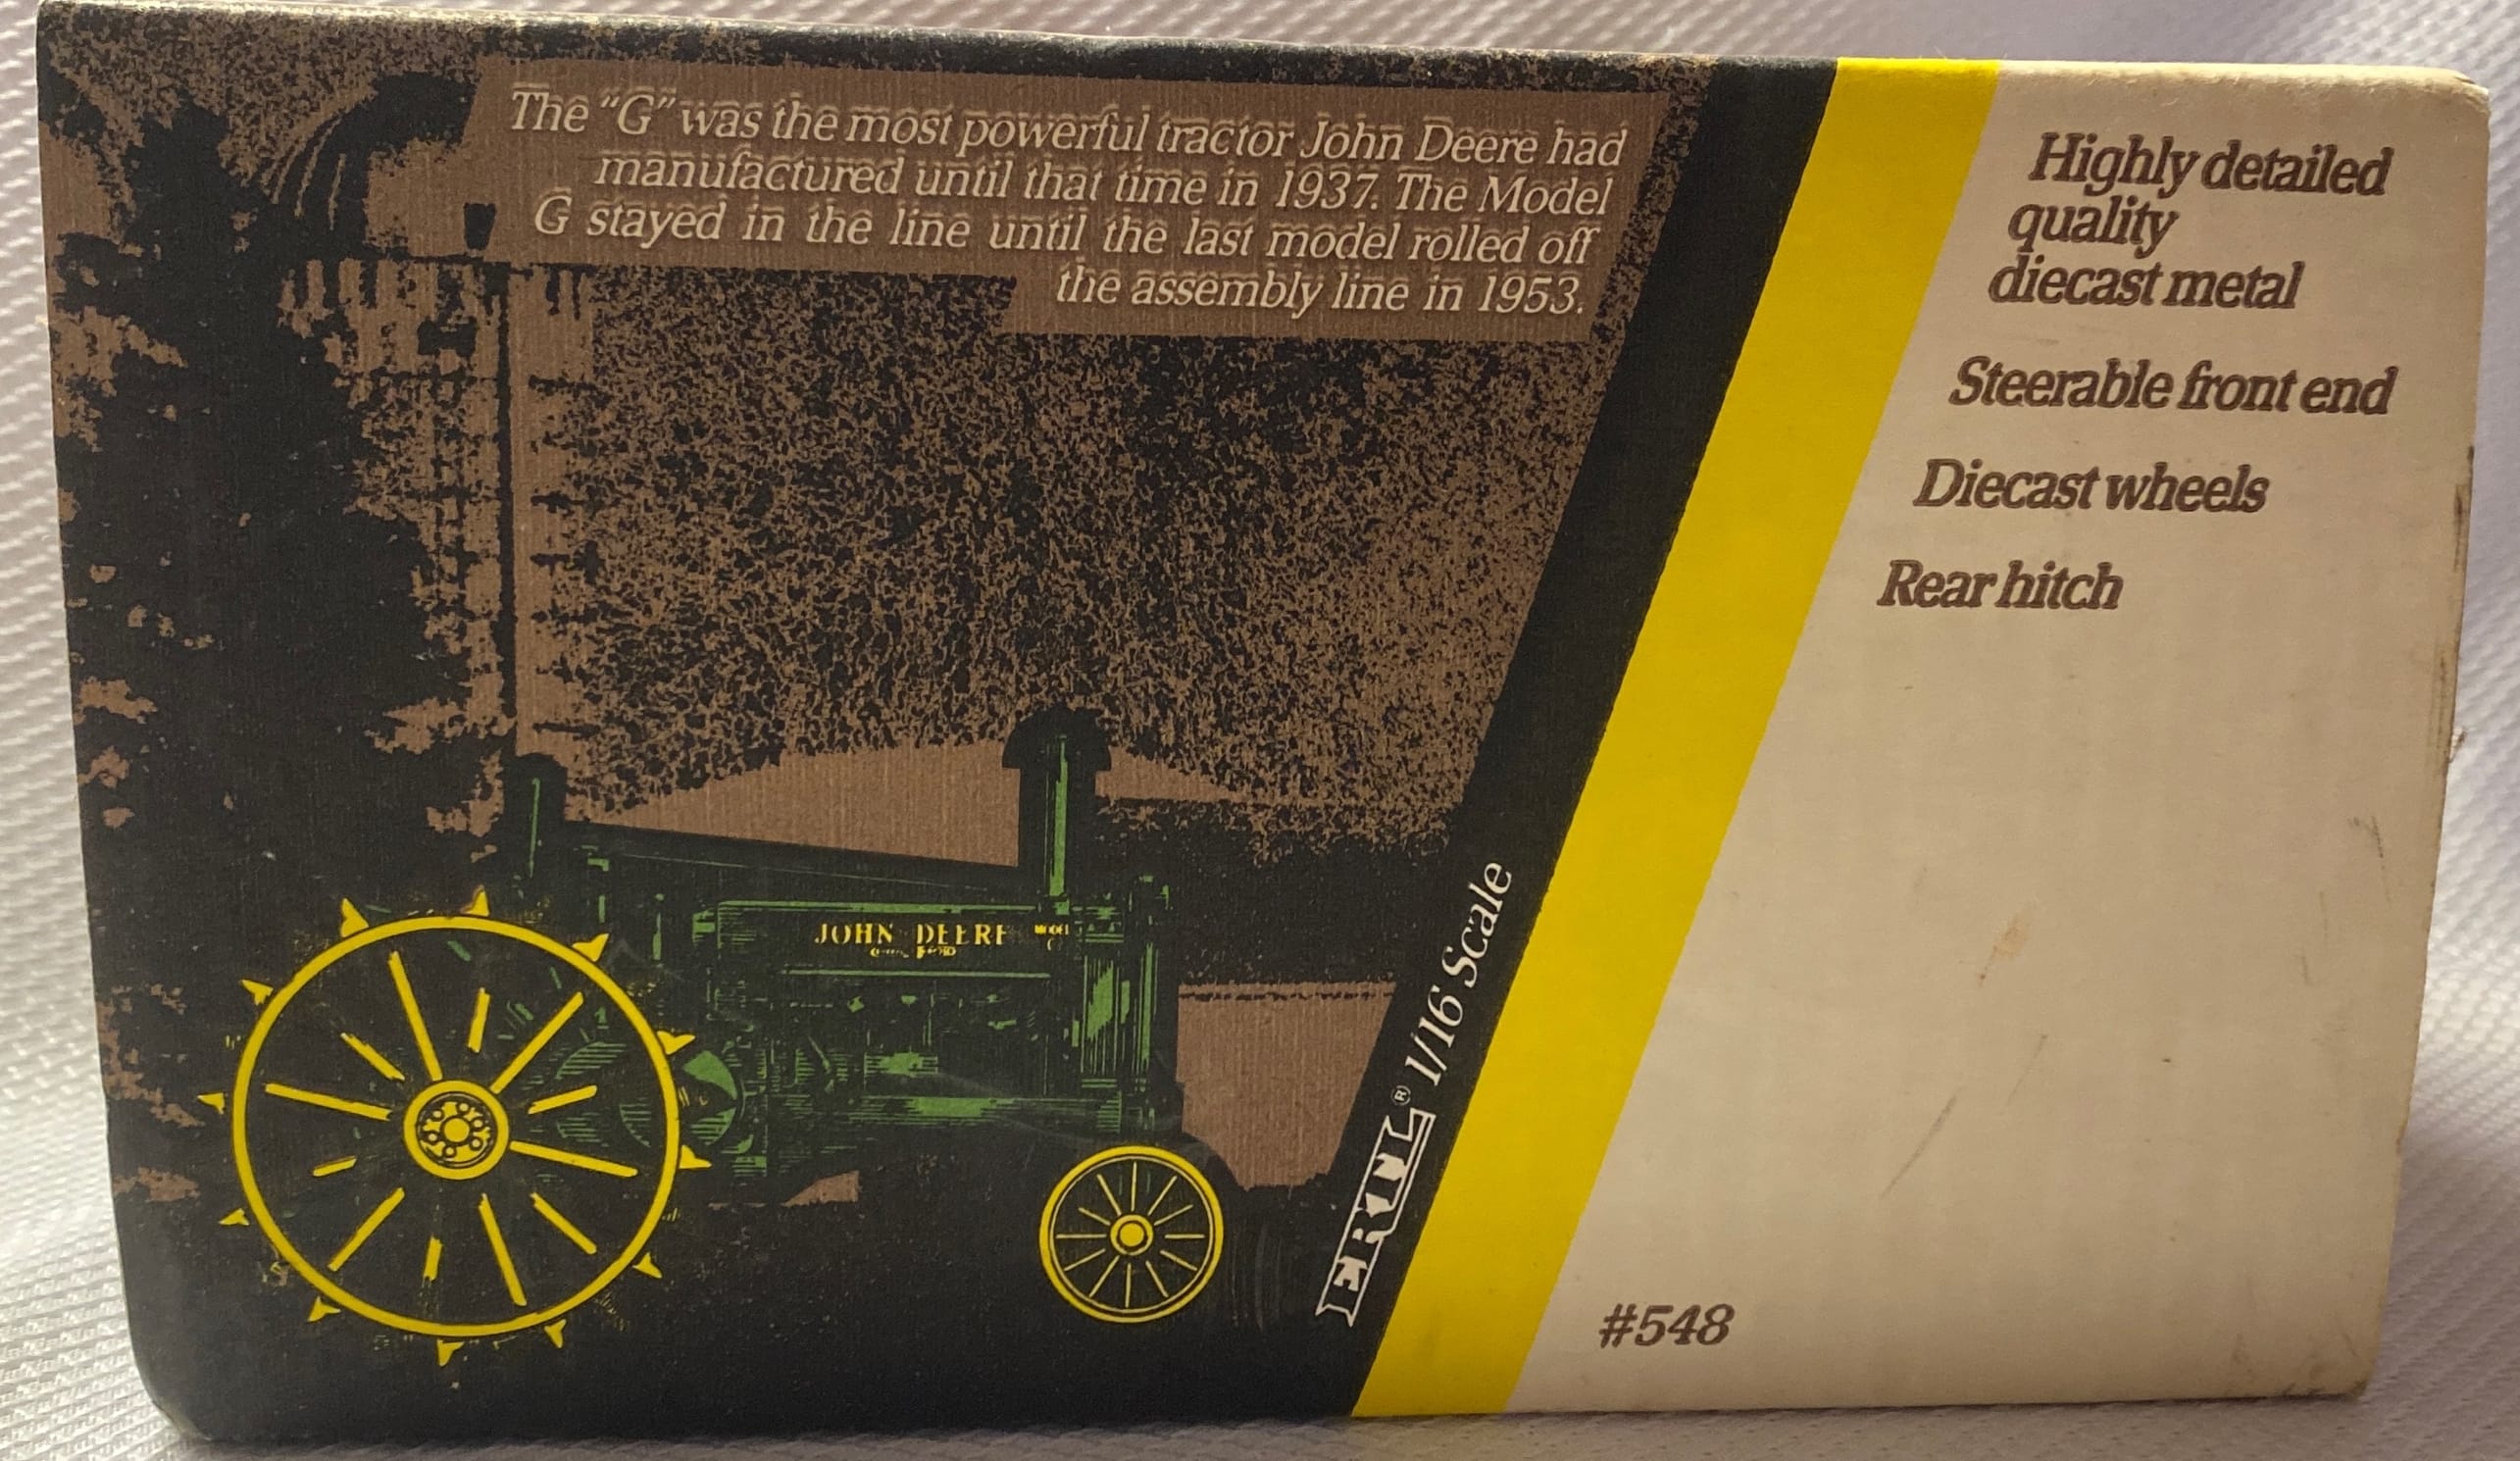 The "G" was the most powerful tractor John Deere had
manufactured until that time in 1937. The Model
G stayed in the line until the last model rolled off
the assembly line in 1953.
Highly detailed
quality
diecast metal
Steerable front end
Diecast wheels
Rear hitch
JOHN DEERE
MODEL
ERTL® 1/16 Scale
#548